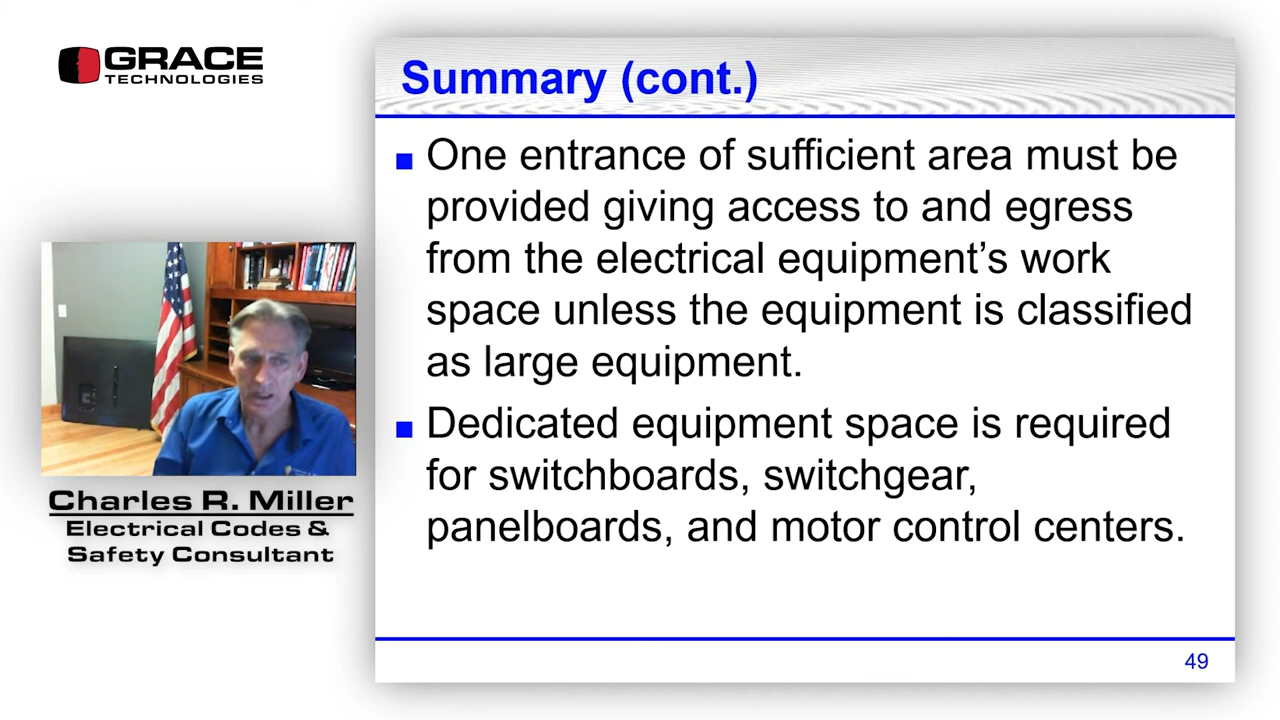 GRACE
TECHNOLOGIES
Charles R. Miller
Electrical Codes &
Safety Consultant
Summary (cont.)
One entrance of sufficient area must be
provided giving access to and egress
from the electrical equipment’s work
space unless the equipment is classified
as large equipment.
Dedicated equipment space is required
for switchboards, switchgear,
panelboards, and motor control centers.
49